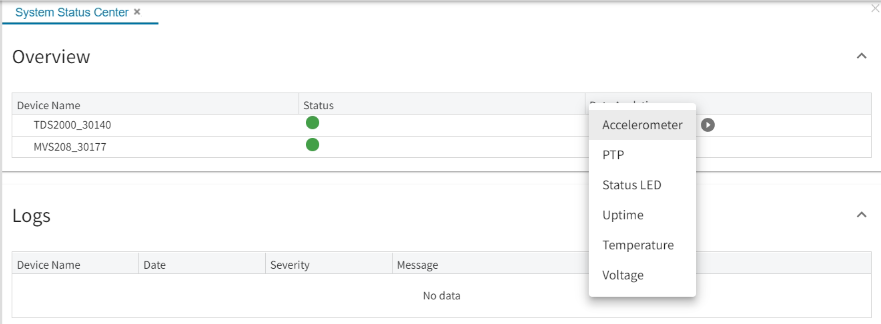 System Status Center ×
Overview
Device Name Status
TDS2000_30140
MVS208_30177
Accelerometer
PTP
Status LED
Uptime
Temperature
Voltage
Logs
Device Name Date Severity Message
No data